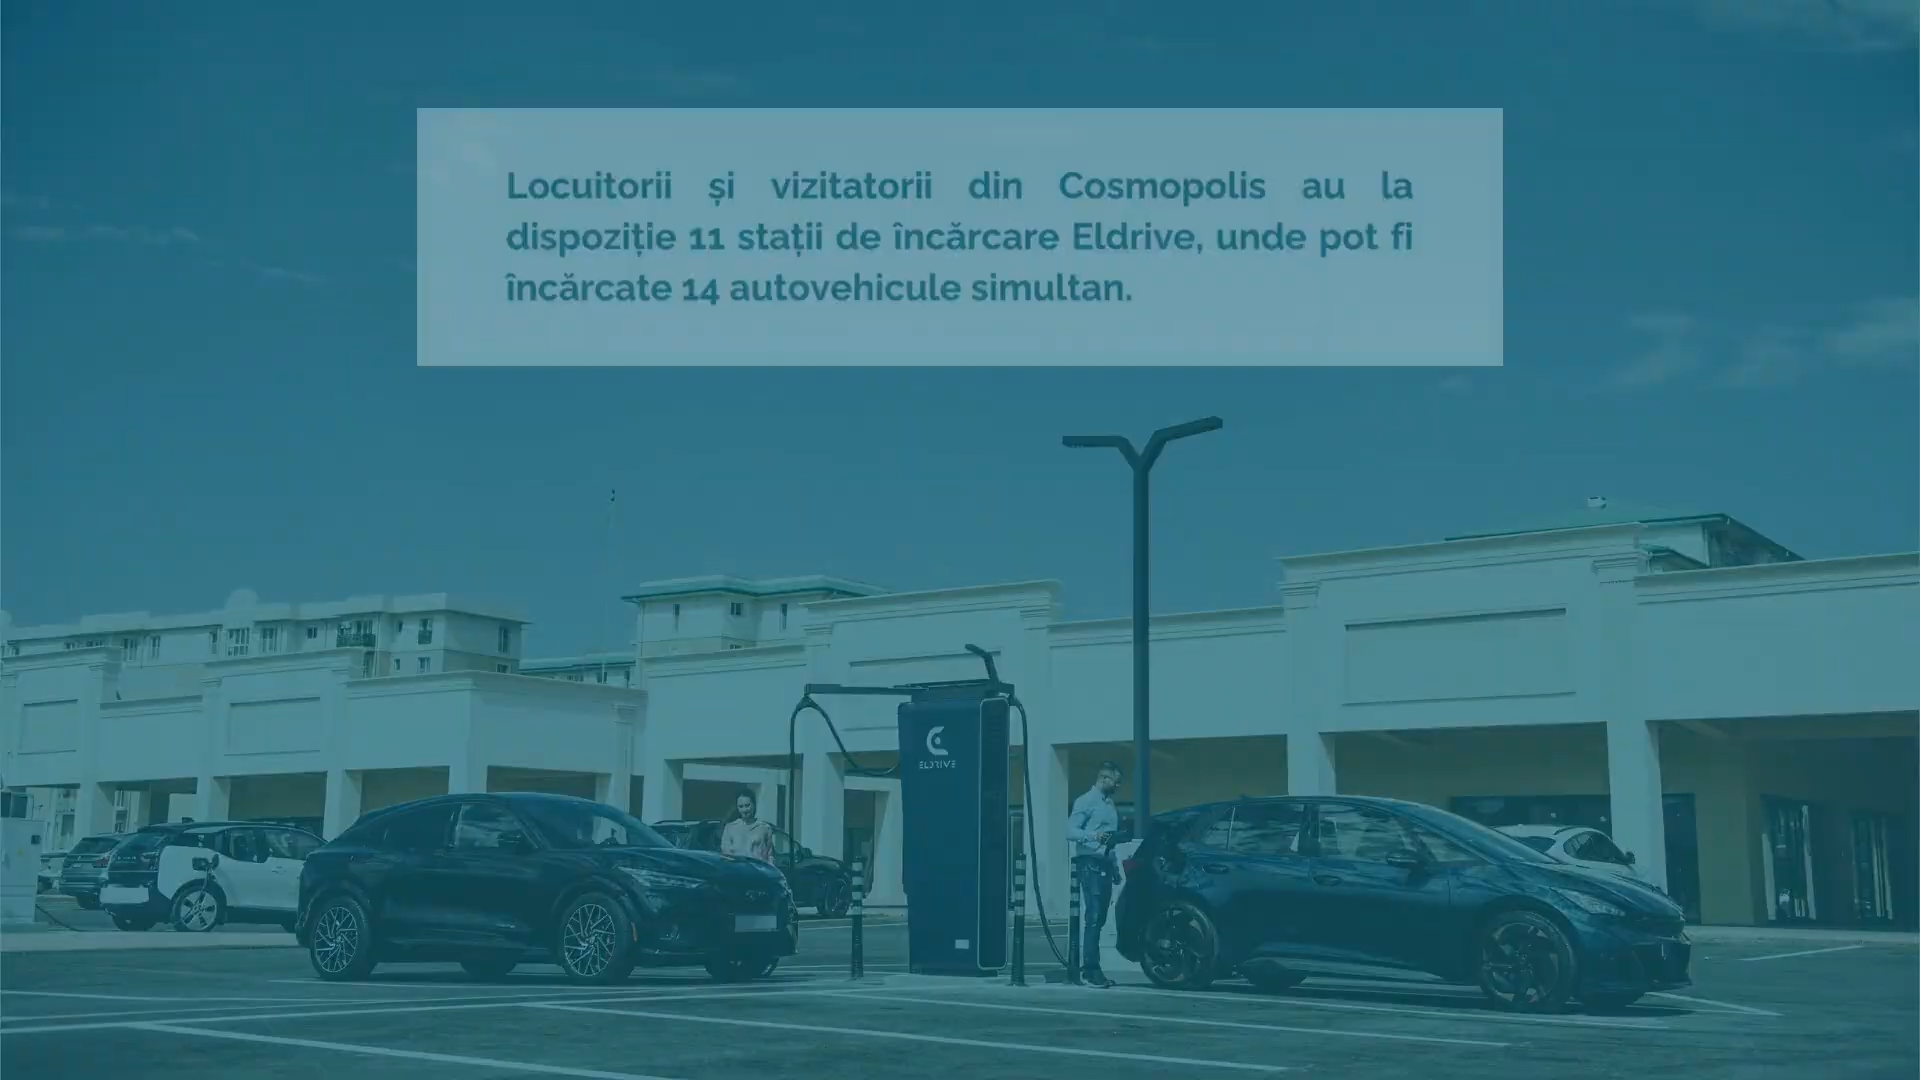 Locuitorii și vizitatorii din Cosmopolis au la
dispoziție 11 stații de încărcare Eldrive, unde pot fi
încărcate 14 autovehicule simultan.
ELDRIVE